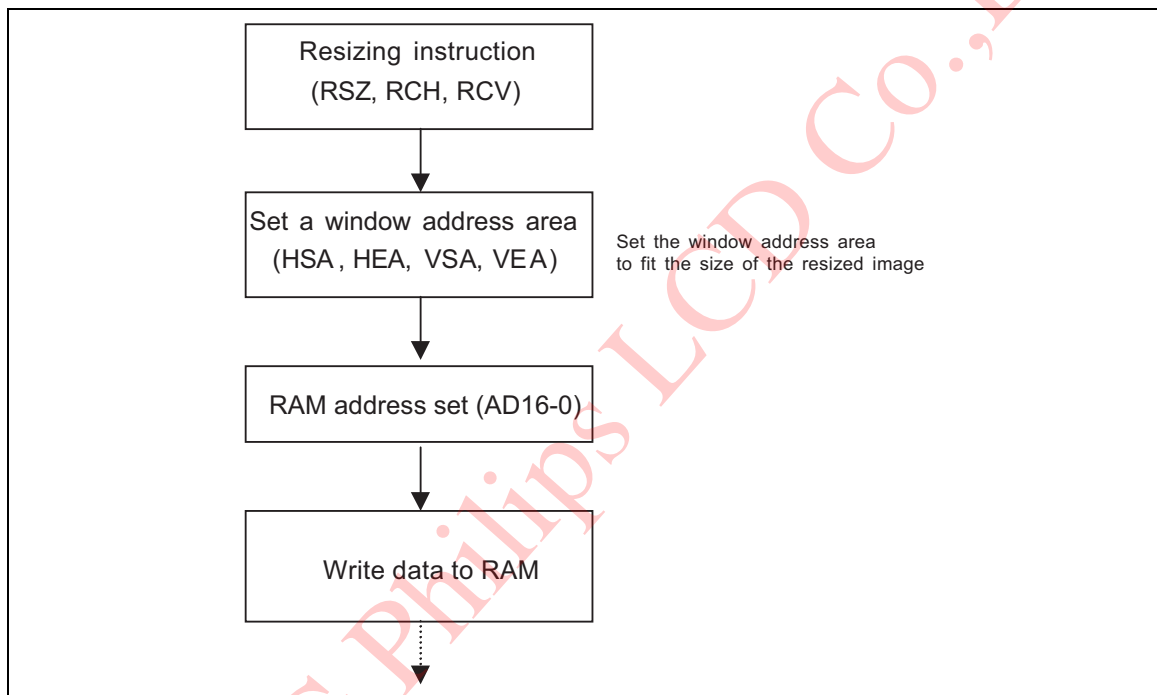 Resizing instruction
(RSZ, RCH, RCV)
Set a window address area
(HSA, HEA, VSA, VEA)
Set the window address area
to fit the size of the resized image
RAM address set (AD16-0)
Write data to RAM
Philips LCD Co.,